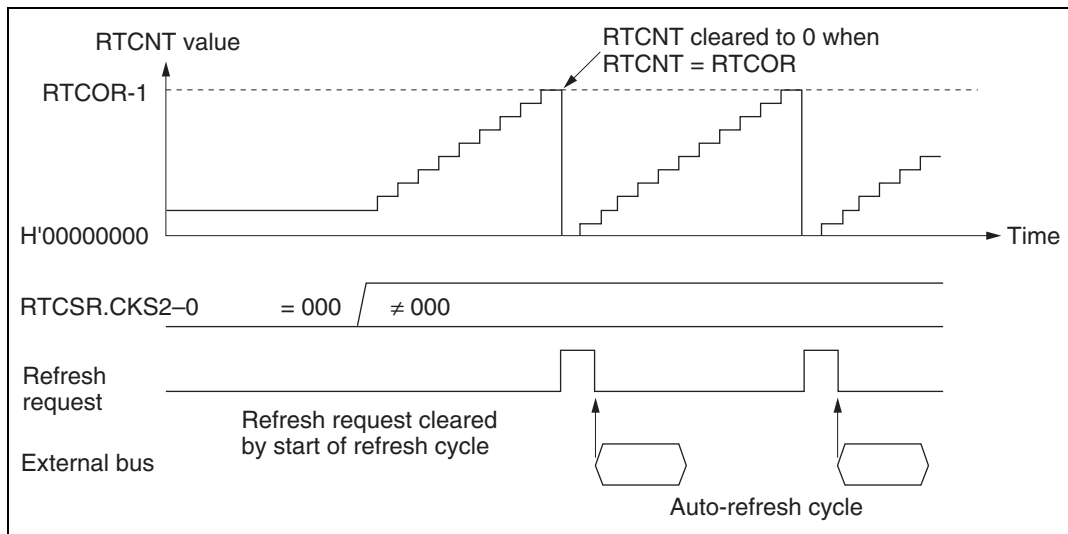 RTCNT value
RTCNT cleared to 0 when
RTCNT = RTCOR
RTCOR-1
H'00000000
Time
RTCSR.CKS2–0
= 000
≠ 000
Refresh
request
Refresh request cleared
by start of refresh cycle
External bus
Auto-refresh cycle